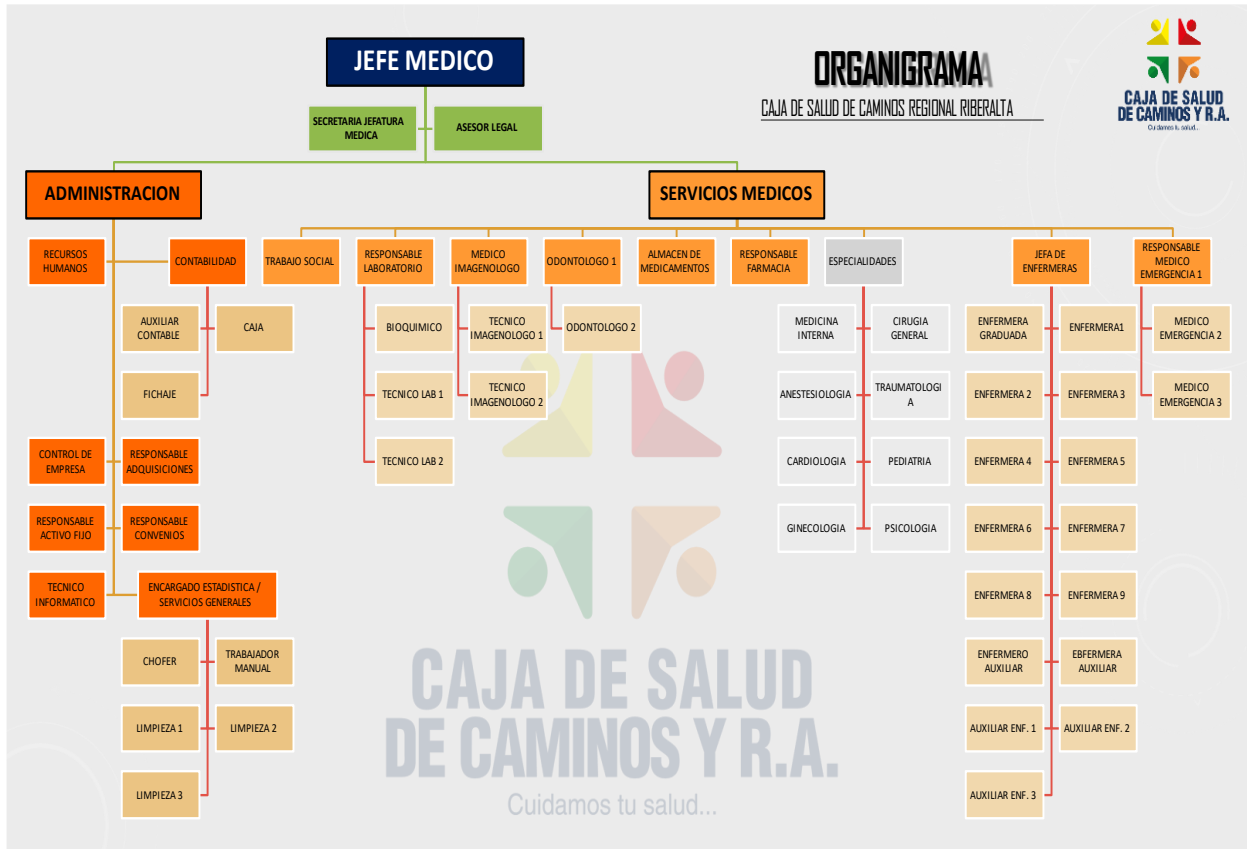 JEFE MEDICO
ORGANIGRAMA
CAJA DE SALUD DE CAMINOS REGIONAL RIBERALTA
CAJA DE SALUD
DE CAMINOS Y R.A.
Cuidamos tu salud...
SECRETARIA JEFATURA
MEDICA
ASESOR LEGAL
ADMINISTRACION
SERVICIOS MEDICOS
RECURSOS
HUMANOS
CONTABILIDAD
TRABAJO SOCIAL
RESPONSABLE
LABORATORIO
MEDICO
IMAGENOLOGO
ODONTOLOGO 1
ALMACEN DE
MEDICAMENTOS
RESPONSABLE
FARMACIA
ESPECIALIDADES
JEFA DE
ENFERMERAS
RESPONSABLE
MEDICO
EMERGENCIA 1
AUXILIAR
CONTABLE
CAJA
BIOQUIMICO
TECNICO
IMAGENOLOGO 1
ODONTOLOGO 2
MEDICINA
INTERNA
CIRUGIA
GENERAL
ENFERMERA
GRADUADA
ENFERMERA1
MEDICO
EMERGENCIA 2
FICHAJE
TECNICO LAB 1
TECNICO
IMAGENOLOGO 2
ANESTESIOLOGIA
TRAUMATOLOGI
A
ENFERMERA 2
ENFERMERA 3
MEDICO
EMERGENCIA 3
CONTROL DE
EMPRESA
RESPONSABLE
ADQUISICIONES
TECNICO LAB 2
CARDIOLOGIA
PEDIATRIA
ENFERMERA 4
ENFERMERA 5
RESPONSABLE
ACTIVO FIJO
RESPONSABLE
CONVENIOS
GINECOLOGIA
PSICOLOGIA
ENFERMERA 6
ENFERMERA 7
TECNICO
INFORMATICO
ENCARGADO ESTADISTICA /
SERVICIOS GENERALES
ENFERMERA 8
ENFERMERA 9
CHOFER
TRABAJADOR
MANUAL
ENFERMERO
AUXILIAR
EBFERMERA
AUXILIAR
LIMPIEZA 1
LIMPIEZA 2
AUXILIAR ENF. 1
AUXILIAR ENF. 2
LIMPIEZA 3
AUXILIAR ENF. 3
CAJA DE SALUD
DE CAMINOS Y R.A.
Cuidamos tu salud...